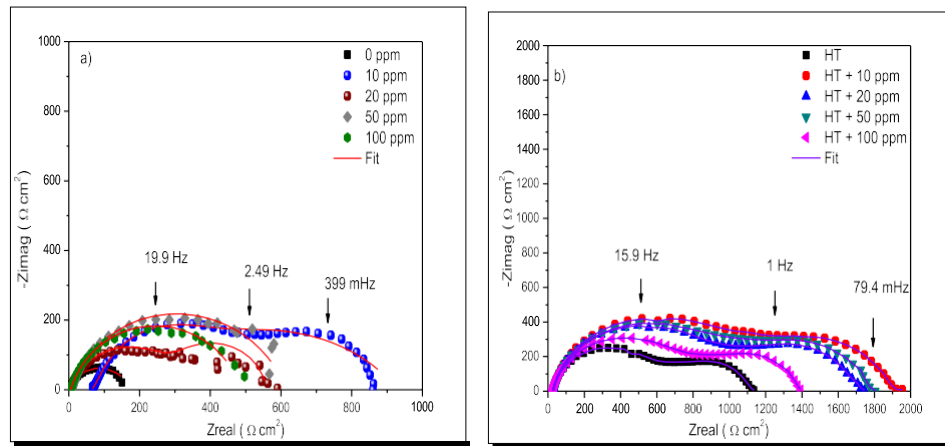 a)
0 ppm
10 ppm
20 ppm
50 ppm
100 ppm
Fit
1000
800
600
400
200
0
-Zimag ( Ω cm²)
19.9 Hz
2.49 Hz
399 mHz
0
200
400
600
800
1000
Zreal ( Ω cm²)
b)
HT
HT + 10 ppm
HT + 20 ppm
HT + 50 ppm
HT + 100 ppm
Fit
2000
1800
1600
1400
1200
1000
800
600
400
200
0
-Zimag ( Ω cm²)
15.9 Hz
1 Hz
79.4 mHz
0
200
400
600
800
1000
1200
1400
1600
1800
2000
Zreal ( Ω cm²)